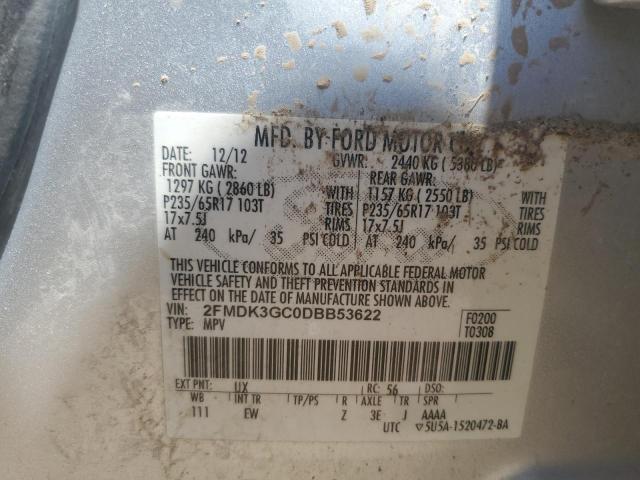 MFD. BY FORD MOTOR
DATE: 12/12 GVWR: 2440 KG ( 5380 LB)
FRONT GAWR: REAR GAWR:
1297 KG ( 2860 LB) WITH 1157 KG ( 2550 LB) WITH
P235/65R17 103T TIRES P235/65R17 103T TIRES
17x7.5J RIMS 17x7.5J RIMS
AT 240 kPa/ 35 PSI COLD AT 240 kPa/ 35 PSI COLD
THIS VEHICLE CONFORMS TO ALL APPLICABLE FEDERAL MOTOR
VEHICLE SAFETY AND THEFT PREVENTION STANDARDS IN
EFFECT ON THE DATE OF MANUFACTURE SHOWN ABOVE.
VIN: 2FMDK3GC0DBB53622 F0200
TYPE: MPV T0308
EXT PNT: UX RC: 56 DSO:
WB INT TR TP/PS R AXLE TR SPR
111 EW Z 3E J AAAA
UTC ▽5U5A-1520472-BA